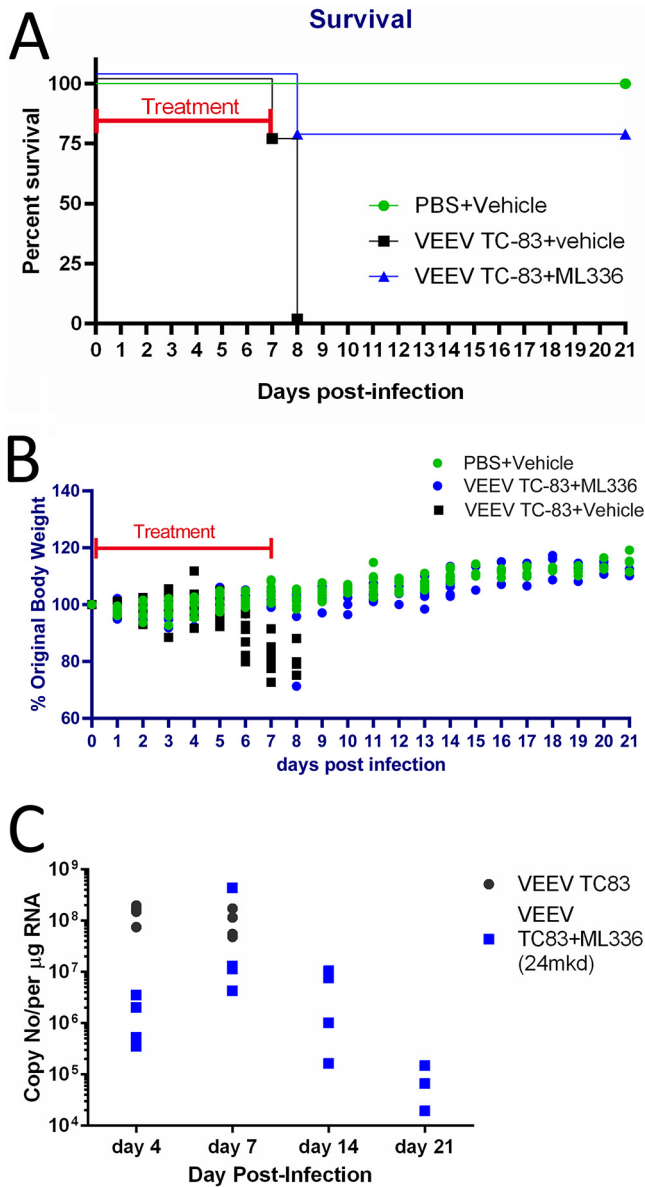 A
Survival
Percent survival
100
75
50
25
0
Treatment
PBS+Vehicle
VEEV TC-83+vehicle
VEEV TC-83+ML336
0 1 2 3 4 5 6 7 8 9 10 11 12 13 14 15 16 17 18 19 20 21
Days post-infection
B
PBS+Vehicle
VEEV TC-83+ML336
VEEV TC-83+Vehicle
% Original Body Weight
140
120
100
80
60
Treatment
0 1 2 3 4 5 6 7 8 9 10 11 12 13 14 15 16 17 18 19 20 21
days post infection
C
Copy No/per µg RNA
10⁹
10⁸
10⁷
10⁶
10⁵
10⁴
VEEV TC83
VEEV
TC83+ML336
(24mkd)
day 4 day 7 day 14 day 21
Day Post-Infection